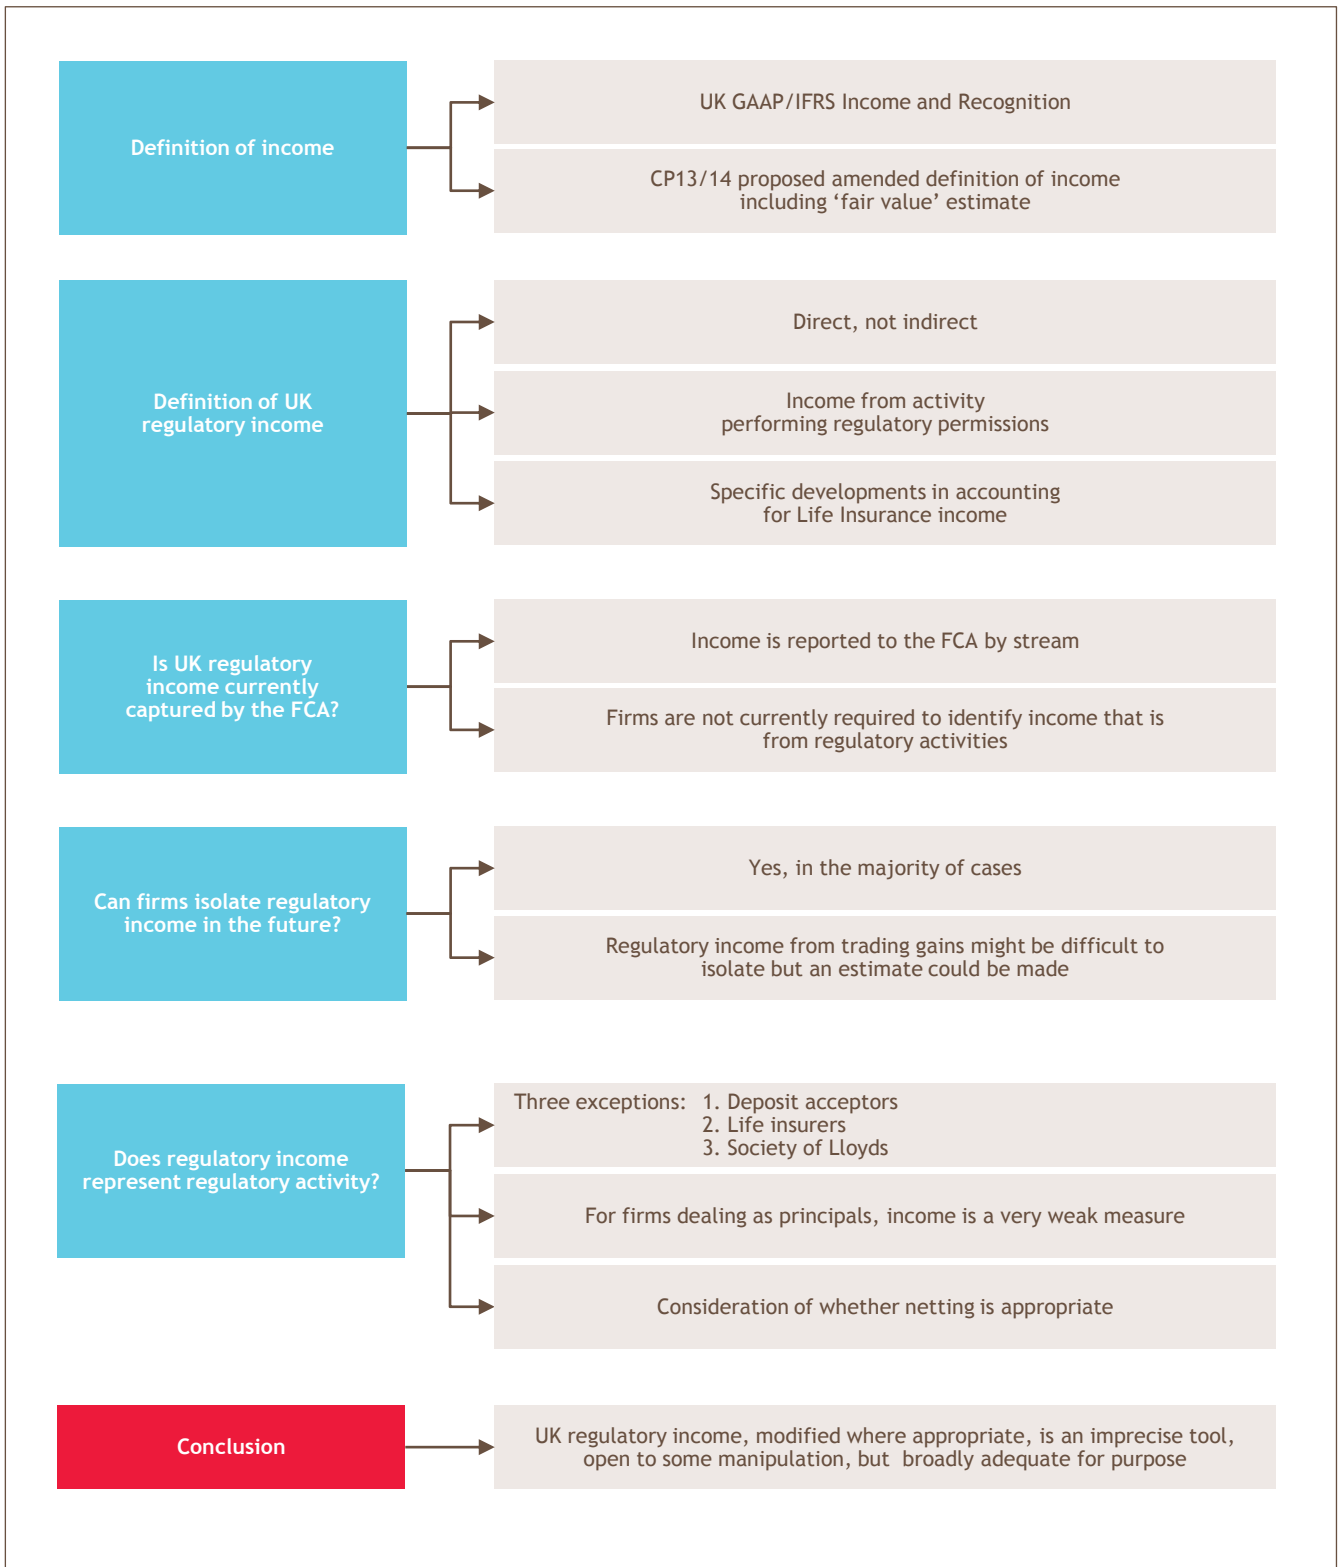 Definition of income
UK GAAP/IFRS Income and Recognition
CP13/14 proposed amended definition of income
including ‘fair value’ estimate
Definition of UK
regulatory income
Direct, not indirect
Income from activity
performing regulatory permissions
Specific developments in accounting
for Life Insurance income
Is UK regulatory
income currently
captured by the FCA?
Income is reported to the FCA by stream
Firms are not currently required to identify income that is
from regulatory activities
Can firms isolate regulatory
income in the future?
Yes, in the majority of cases
Regulatory income from trading gains might be difficult to
isolate but an estimate could be made
Does regulatory income
represent regulatory activity?
Three exceptions: 1. Deposit acceptors
2. Life insurers
3. Society of Lloyds
For firms dealing as principals, income is a very weak measure
Consideration of whether netting is appropriate
Conclusion
UK regulatory income, modified where appropriate, is an imprecise tool,
open to some manipulation, but broadly adequate for purpose